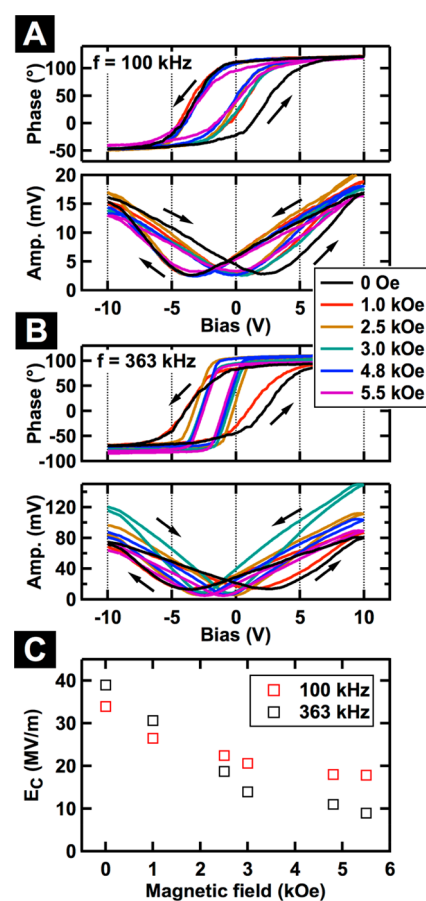 A
f = 100 kHz
Phase (°)
100
50
0
-50
Amp. (mV)
20
15
10
5
0
-10 -5 0 5 10
Bias (V)
0 Oe
1.0 kOe
2.5 kOe
3.0 kOe
4.8 kOe
5.5 kOe
B
f = 363 kHz
Phase (°)
100
50
0
-50
-100
Amp. (mV)
120
80
40
0
-10 -5 0 5 10
Bias (V)
C
100 kHz
363 kHz
EC (MV/m)
40
30
20
10
0
0 1 2 3 4 5 6
Magnetic field (kOe)